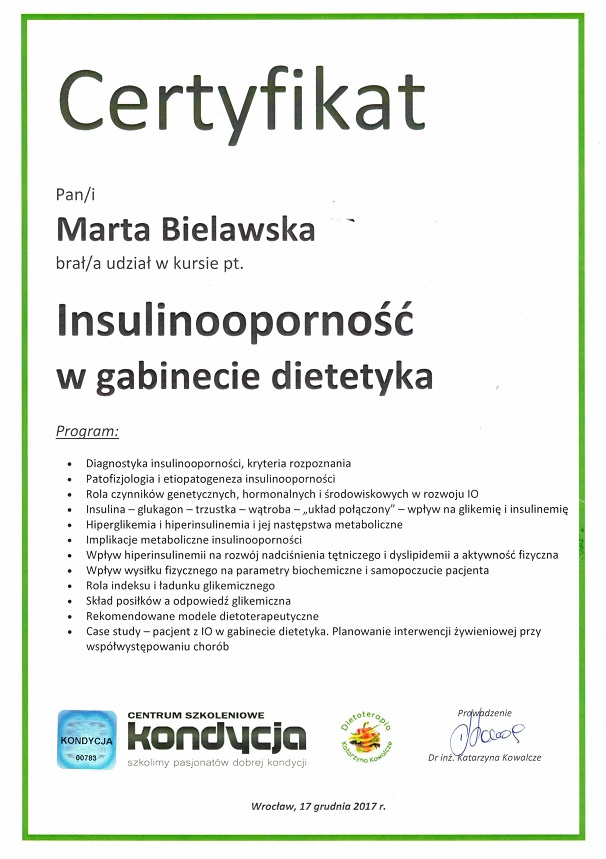 Certyfikat
Pan/i
Marta Bielawska
brał/a udział w kursie pt.
Insulinooporność
w gabinecie dietetyka
Program:
• Diagnostyka insulinooporności, kryteria rozpoznania
• Patofizjologia i etiopatogeneza insulinooporności
• Rola czynników genetycznych, hormonalnych i środowiskowych w rozwoju IO
• Insulina – glukagon – trzustka – wątroba – „układ połączony” – wpływ na glikemię i insulinemię
• Hiperglikemia i hiperinsulinemia i jej następstwa metaboliczne
• Implikacje metaboliczne insulinooporności
• Wpływ hiperinsulinemii na rozwój nadciśnienia tętniczego i dyslipidemii a aktywność fizyczna
• Wpływ wysiłku fizycznego na parametry biochemiczne i samopoczucie pacjenta
• Rola indeksu i ładunku glikemicznego
• Skład posiłków a odpowiedź glikemiczna
• Rekomendowane modele dietoterapeutyczne
• Case study – pacjent z IO w gabinecie dietetyka. Planowanie interwencji żywieniowej przy
współwystępowaniu chorób
KONDYCJA
00783
CENTRUM SZKOLENIOWE
kondycja
szkolimy pasjonatów dobrej kondycji
Dietoterapia
Katarzyna Kowalcze
Prowadzenie
Dr inż. Katarzyna Kowalcze
Wrocław, 17 grudnia 2017 r.